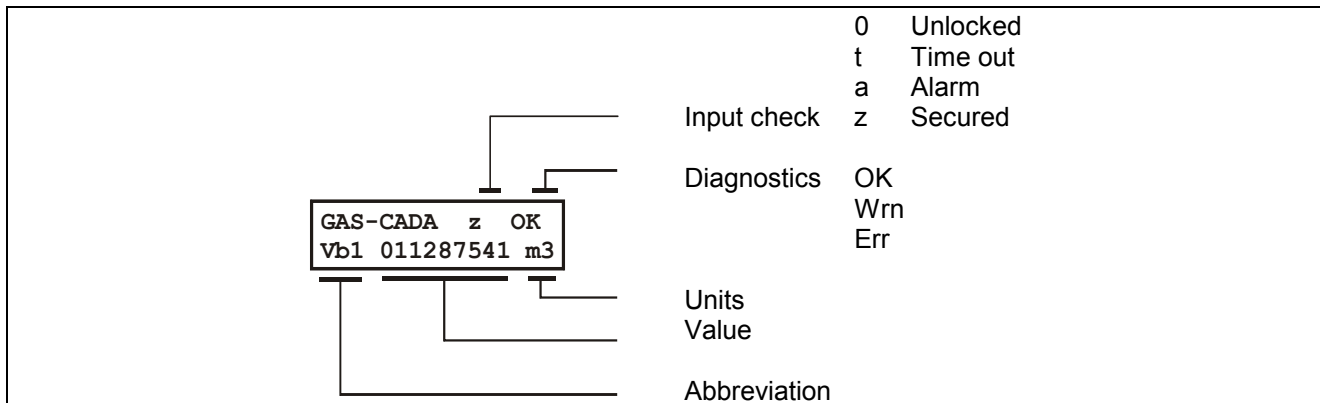 0 Unlocked
t Time out
a Alarm
Input check z Secured
Diagnostics OK
Wrn
Err
GAS-CADA z OK
Vb1 011287541 m3
Units
Value
Abbreviation